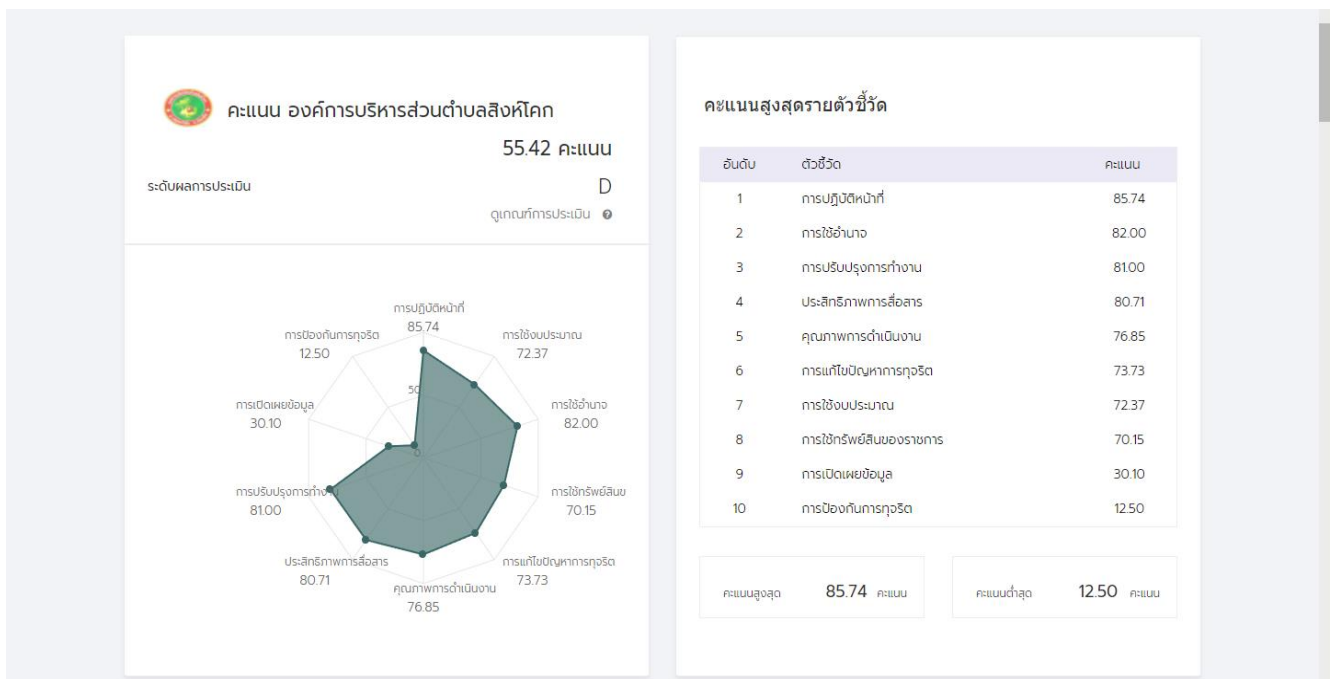 คะแนน องค์การบริหารส่วนตำบลสิงห์โคก
55.42 คะแนน
ระดับผลการประเมิน
D
ดูเกณฑ์การประเมิน
การปฏิบัติหน้าที่
85.74
การป้องกันการทุจริต
12.50
การใช้งบประมาณ
72.37
50
การเปิดเผยข้อมูล
30.10
การใช้อำนาจ
82.00
0
การปรับปรุงการทำงาน
81.00
การใช้ทรัพย์สินข
70.15
ประสิทธิภาพการสื่อสาร
80.71
การแก้ไขปัญหาการทุจริต
73.73
คุณภาพการดำเนินงาน
76.85
คะแนนสูงสุดรายตัวชี้วัด
อันดับ ตัวชี้วัด คะแนน
1 การปฏิบัติหน้าที่ 85.74
2 การใช้อำนาจ 82.00
3 การปรับปรุงการทำงาน 81.00
4 ประสิทธิภาพการสื่อสาร 80.71
5 คุณภาพการดำเนินงาน 76.85
6 การแก้ไขปัญหาการทุจริต 73.73
7 การใช้งบประมาณ 72.37
8 การใช้ทรัพย์สินของราชการ 70.15
9 การเปิดเผยข้อมูล 30.10
10 การป้องกันการทุจริต 12.50
คะแนนสูงสุด 85.74 คะแนน
คะแนนต่ำสุด 12.50 คะแนน